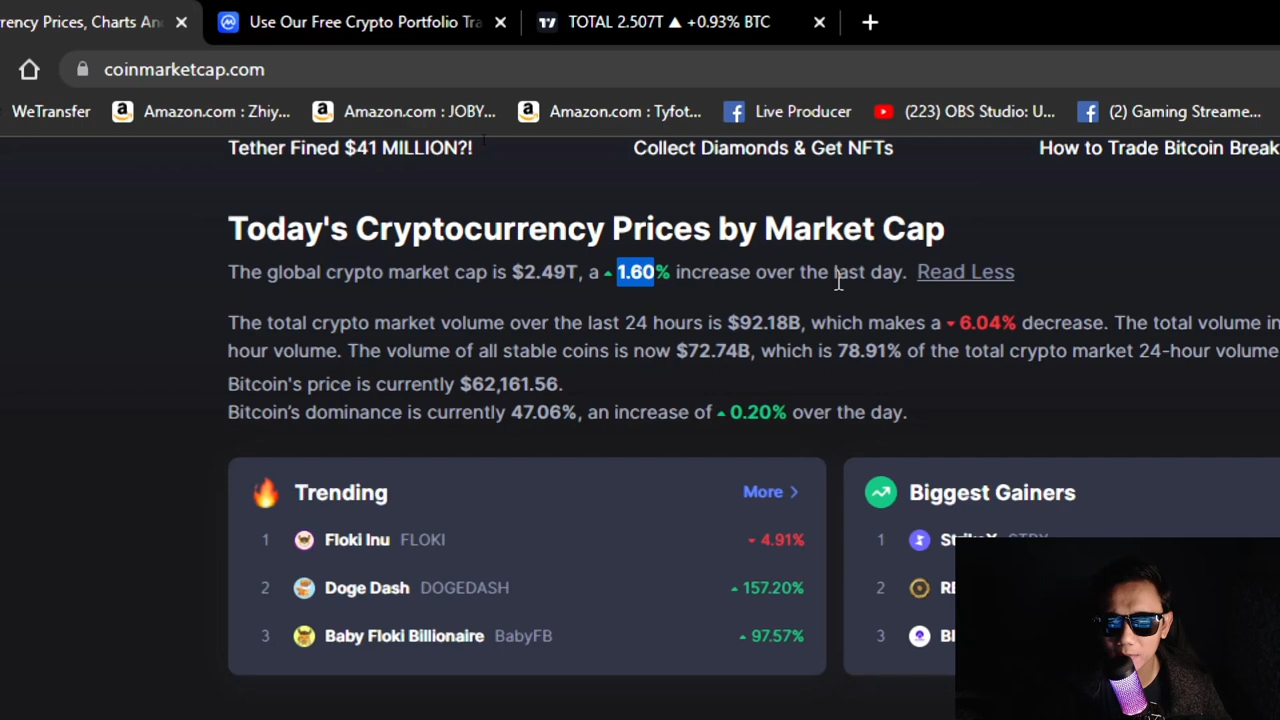 rency Prices, Charts An
Use Our Free Crypto Portfolio Tra
TOTAL 2.507T ▲ +0.93% BTC
coinmarketcap.com
WeTransfer
Amazon.com : Zhiy...
Amazon.com : JOBY...
Amazon.com : Tyfot...
Live Producer
(223) OBS Studio: U...
(2) Gaming Streame...
Tether Fined $41 MILLION?!
Collect Diamonds & Get NFTs
How to Trade Bitcoin Break
Today's Cryptocurrency Prices by Market Cap
The global crypto market cap is $2.49T, a 1.60% increase over the last day. Read Less
The total crypto market volume over the last 24 hours is $92.18B, which makes a 6.04% decrease. The total volume in
hour volume. The volume of all stable coins is now $72.74B, which is 78.91% of the total crypto market 24-hour volume
Bitcoin's price is currently $62,161.56.
Bitcoin's dominance is currently 47.06%, an increase of 0.20% over the day.
Trending
More >
1 Floki Inu FLOKI 4.91%
2 Doge Dash DOGEDASH 157.20%
3 Baby Floki Billionaire BabyFB 97.57%
Biggest Gainers
1
2
3